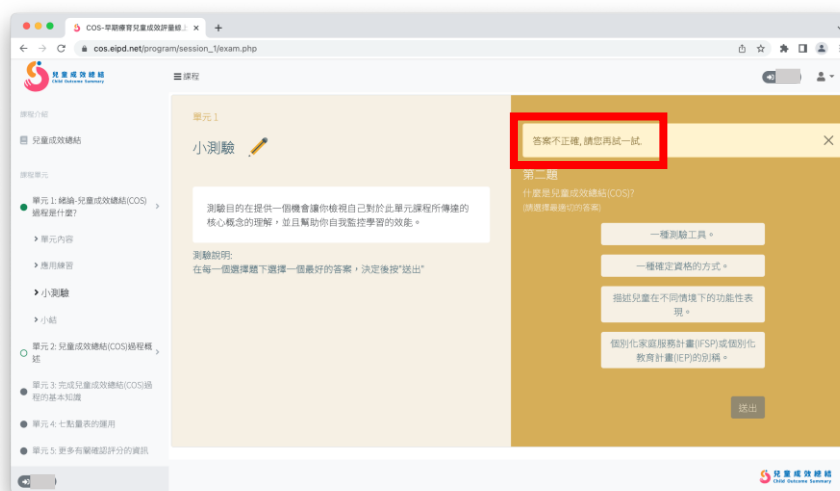 COS-早期療育兒童成效評量線上
cos.eipd.net/program/session_1/exam.php
兒童成效總結
Child Outcome Summary
課程
課程介紹
兒童成效總結
課程單元
單元 1: 緒論-兒童成效總結(COS)
過程是什麼?
單元內容
應用練習
小測驗
小結
單元 2: 兒童成效總結(COS)過程概
述
單元 3: 完成兒童成效總結(COS)過
程的基本知識
單元 4: 七點量表的運用
單元 5: 更多有關確認評分的資訊
單元 1
小測驗
測驗目的在提供一個機會讓你檢視自己對於此單元課程所傳達的
核心概念的理解，並且幫助你自我監控學習的效能。
測驗說明:
在每一個選擇題下選擇一個最好的答案，決定後按"送出"
答案不正確, 請您再試一試.
第二題
什麼是兒童成效總結(COS)?
(請選擇最適切的答案)
一種測驗工具。
一種確定資格的方式。
描述兒童在不同情境下的功能性表
現。
個別化家庭服務計畫(IFSP)或個別化
教育計畫(IEP)的別稱。
送出
兒童成效總結
Child Outcome Summary